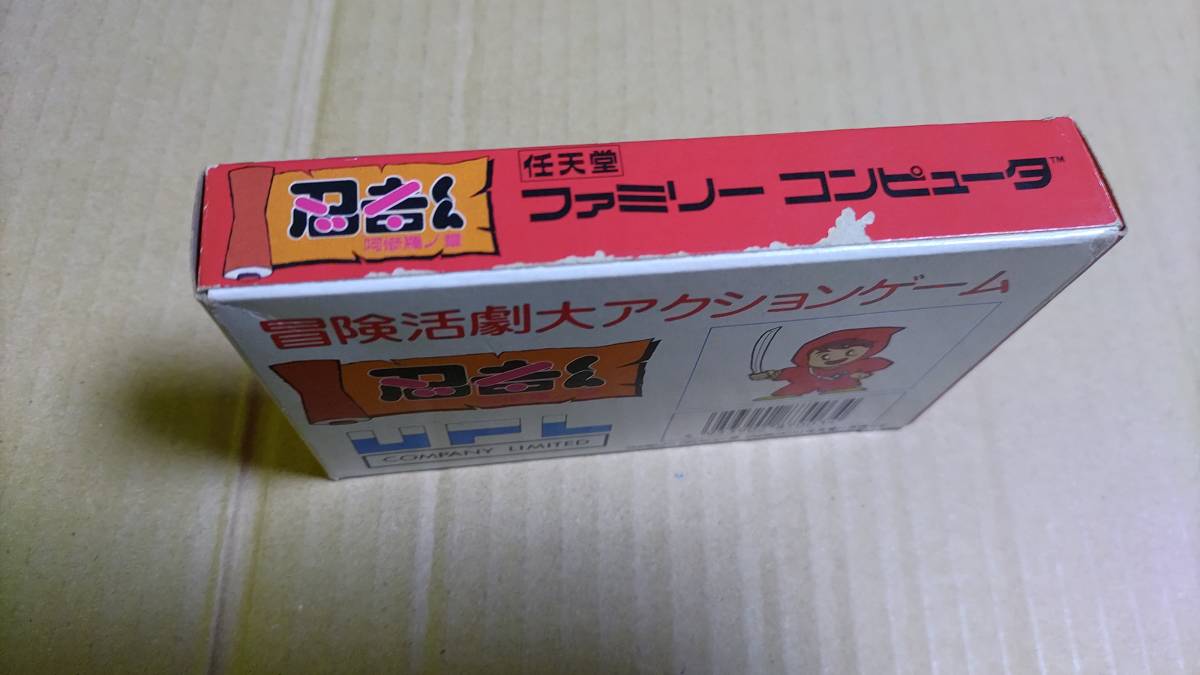 忍者くん
阿修羅ノ章
任天堂
ファミリー コンピュータ™
冒険活劇大アクションゲーム
忍者くん
UPL
COMPANY LIMITED